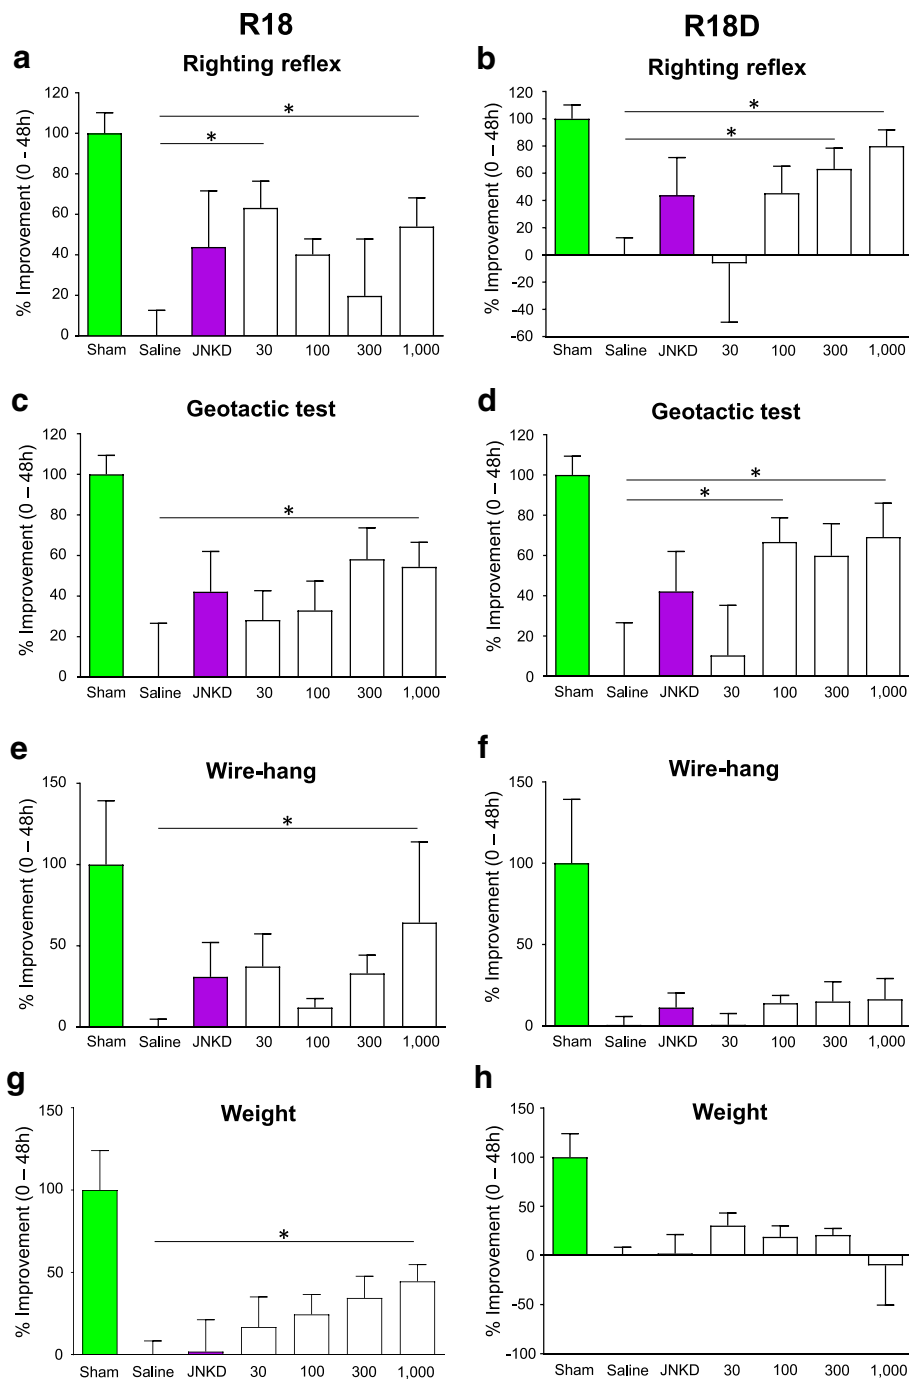 R18
R18D
a
Righting reflex
% Improvement (0 - 48h)
120
100
80
60
40
20
0
*
*
Sham Saline JNKD 30 100 300 1,000
b
Righting reflex
% Improvement (0 – 48h)
120
100
80
60
40
20
0
-20
-40
-60
*
*
Sham Saline JNKD 30 100 300 1,000
c
Geotactic test
% Improvement (0 – 48h)
120
100
80
60
40
20
0
*
Sham Saline JNKD 30 100 300 1,000
d
Geotactic test
% Improvement (0 – 48h)
120
100
80
60
40
20
0
*
*
Sham Saline JNKD 30 100 300 1,000
e
Wire-hang
% Improvement (0 – 48h)
150
100
50
0
*
Sham Saline JNKD 30 100 300 1,000
f
Wire-hang
% Improvement (0 – 48h)
150
100
50
0
Sham Saline JNKD 30 100 300 1,000
g
Weight
% Improvement (0 – 48h)
150
100
50
0
*
Sham Saline JNKD 30 100 300 1,000
h
Weight
% Improvement (0 – 48h)
150
100
50
0
-50
-100
Sham Saline JNKD 30 100 300 1,000